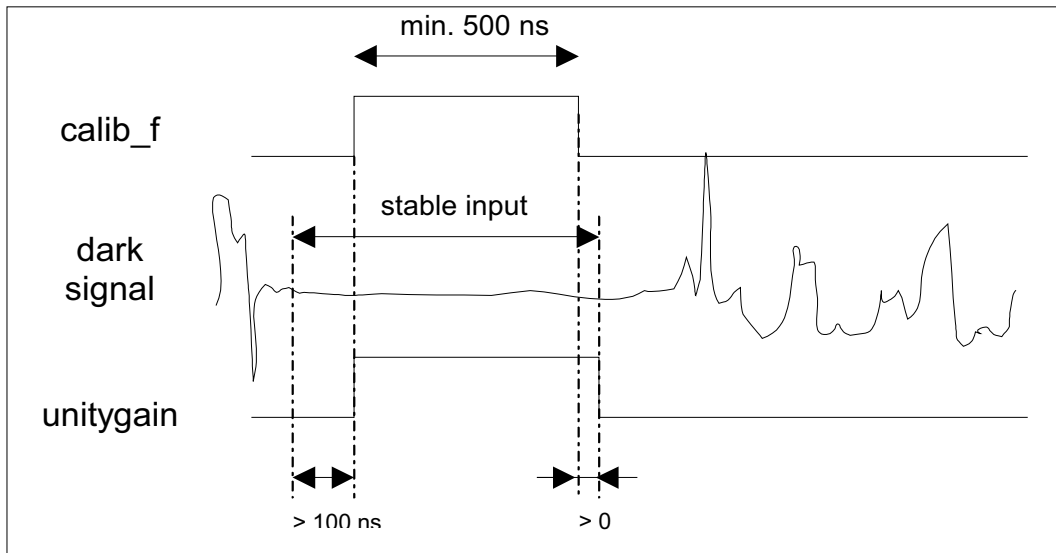 min. 500 ns
calib_f
stable input
dark
signal
unitygain
> 100 ns
> 0